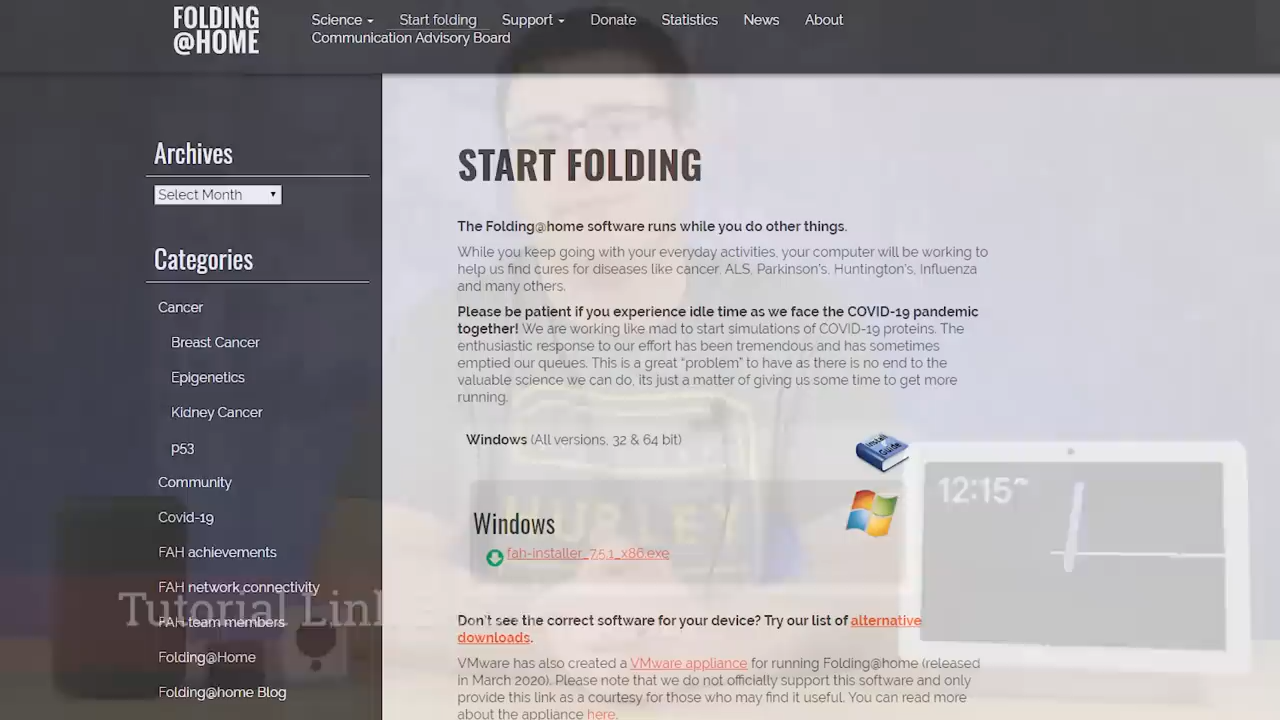 FOLDING
@HOME
Science
Start folding
Support
Donate
Statistics
News
About
Communication Advisory Board
Archives
Select Month
Categories
Cancer
Breast Cancer
Epigenetics
Kidney Cancer
p53
Community
Covid-19
FAH achievements
FAH network connectivity
FAH team members
Folding@Home
Folding@home Blog
START FOLDING
The Folding@home software runs while you do other things.
While you keep going with your everyday activities, your computer will be working to
help us find cures for diseases like cancer, ALS, Parkinson's, Huntington's, Influenza
and many others.
Please be patient if you experience idle time as we face the COVID-19 pandemic
together! We are working like mad to start simulations of COVID-19 proteins. The
enthusiastic response to our effort has been tremendous and has sometimes
emptied our queues. This is a great “problem” to have as there is no end to the
valuable science we can do, its just a matter of giving us some time to get more
running.
Windows (All versions, 32 & 64 bit)
Install
Guide
Windows
fah-installer_7.5.1_x86.exe
Don't see the correct software for your device? Try our list of alternative
downloads.
VMware has also created a VMware appliance for running Folding@home (released
in March 2020). Please note that we do not officially support this software and only
provide this link as a courtesy for those who may find it useful. You can read more
about the appliance here.
12:15
HURLEY
Tutorial